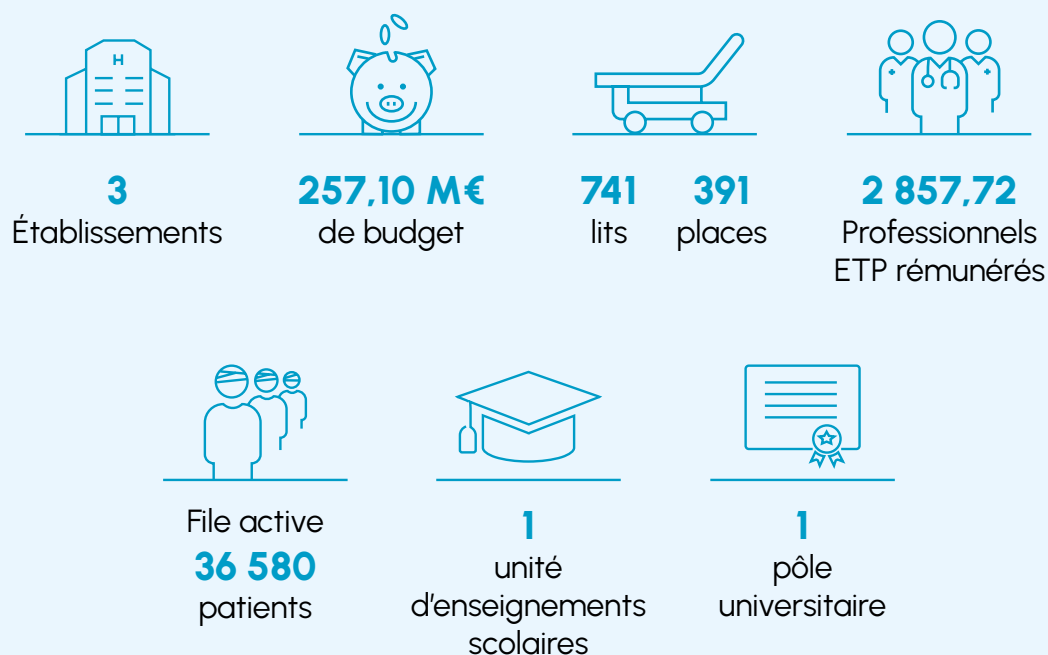 H
3
Établissements
257,10 M€
de budget
741
lits
391
places
2 857,72
Professionnels
ETP rémunérés
File active
36 580
patients
1
unité
d'enseignements
scolaires
1
pôle
universitaire